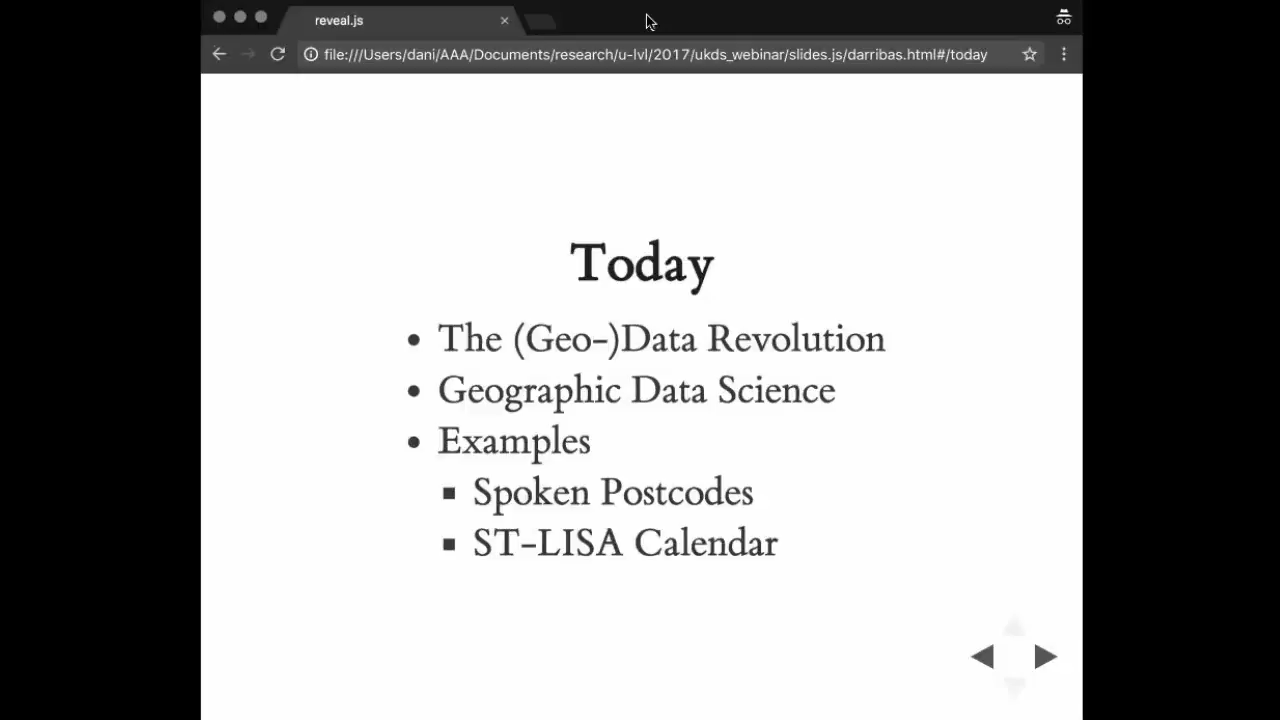 reveal.js
file:///Users/dani/AAA/Documents/research/u-lvl/2017/ukds_webinar/slides.js/darribas.html#/today
Today
The (Geo-)Data Revolution
Geographic Data Science
Examples
Spoken Postcodes
ST-LISA Calendar